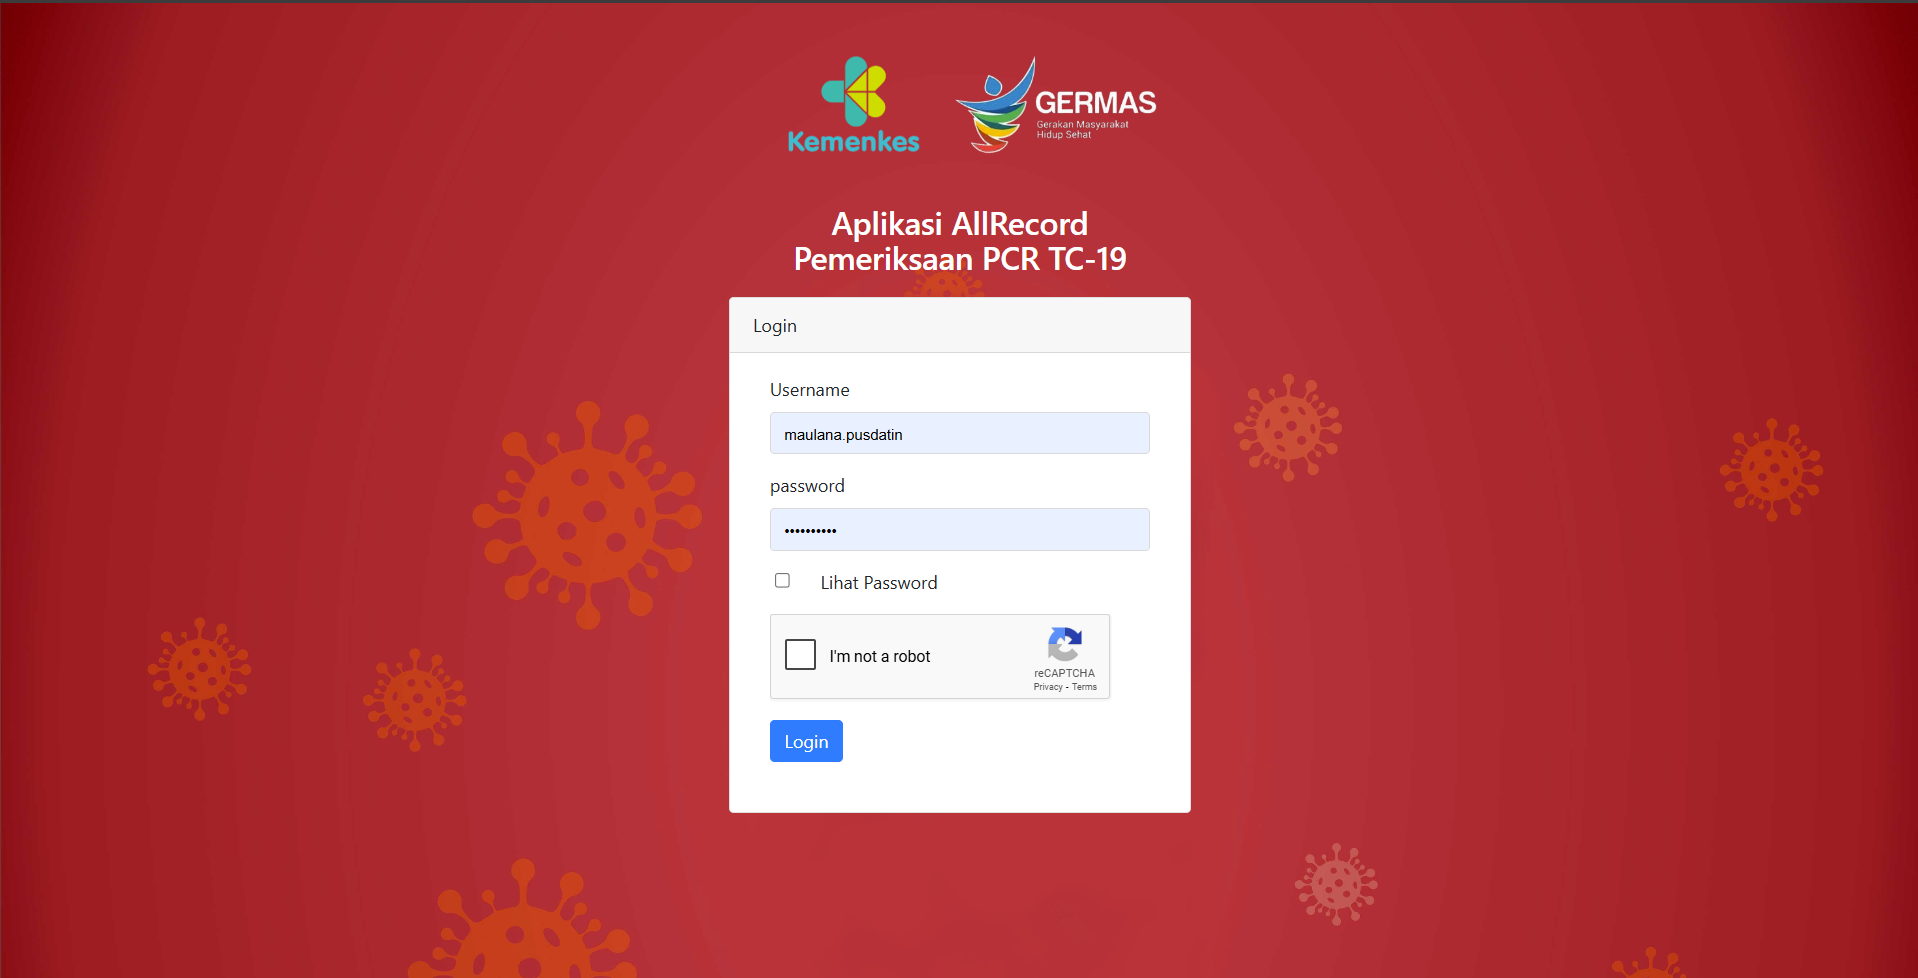 Kemenkes
GERMAS
Gerakan Masyarakat
Hidup Sehat
Aplikasi AllRecord
Pemeriksaan PCR TC-19
Login
Username
maulana.pusdatin
password
••••••••••
Lihat Password
I'm not a robot
reCAPTCHA
Privacy - Terms
Login